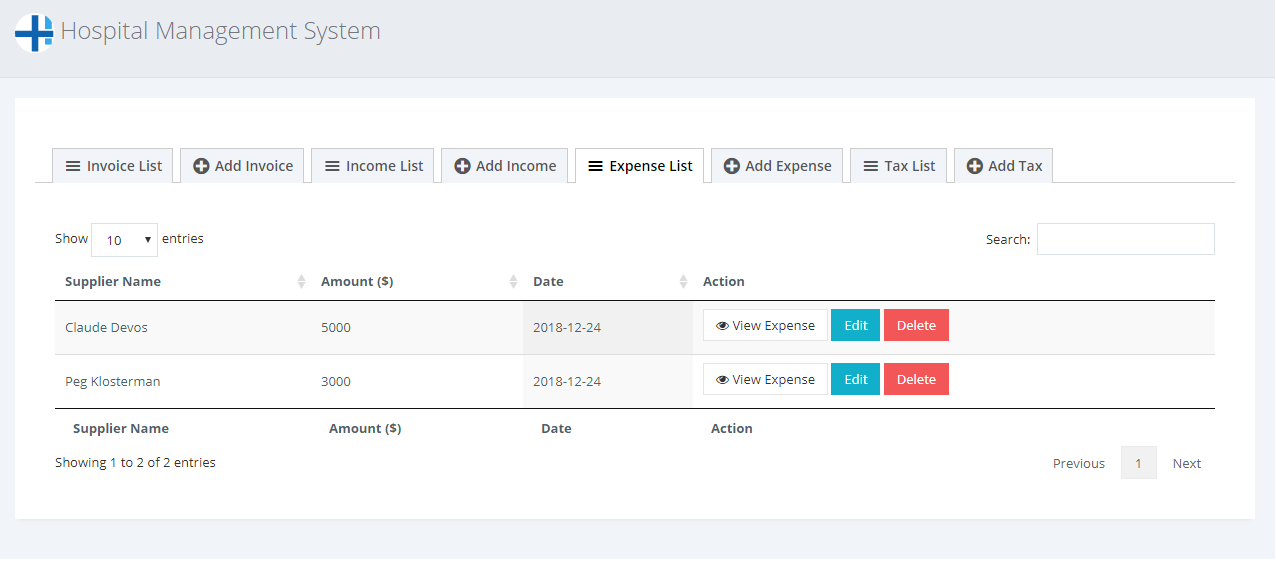 Hospital Management System
Invoice List Add Invoice Income List Add Income Expense List Add Expense Tax List Add Tax
Show 10 entries Search:
Supplier Name Amount ($) Date Action
Claude Devos 5000 2018-12-24 View Expense Edit Delete
Peg Klosterman 3000 2018-12-24 View Expense Edit Delete
Supplier Name Amount ($) Date Action
Showing 1 to 2 of 2 entries Previous 1 Next